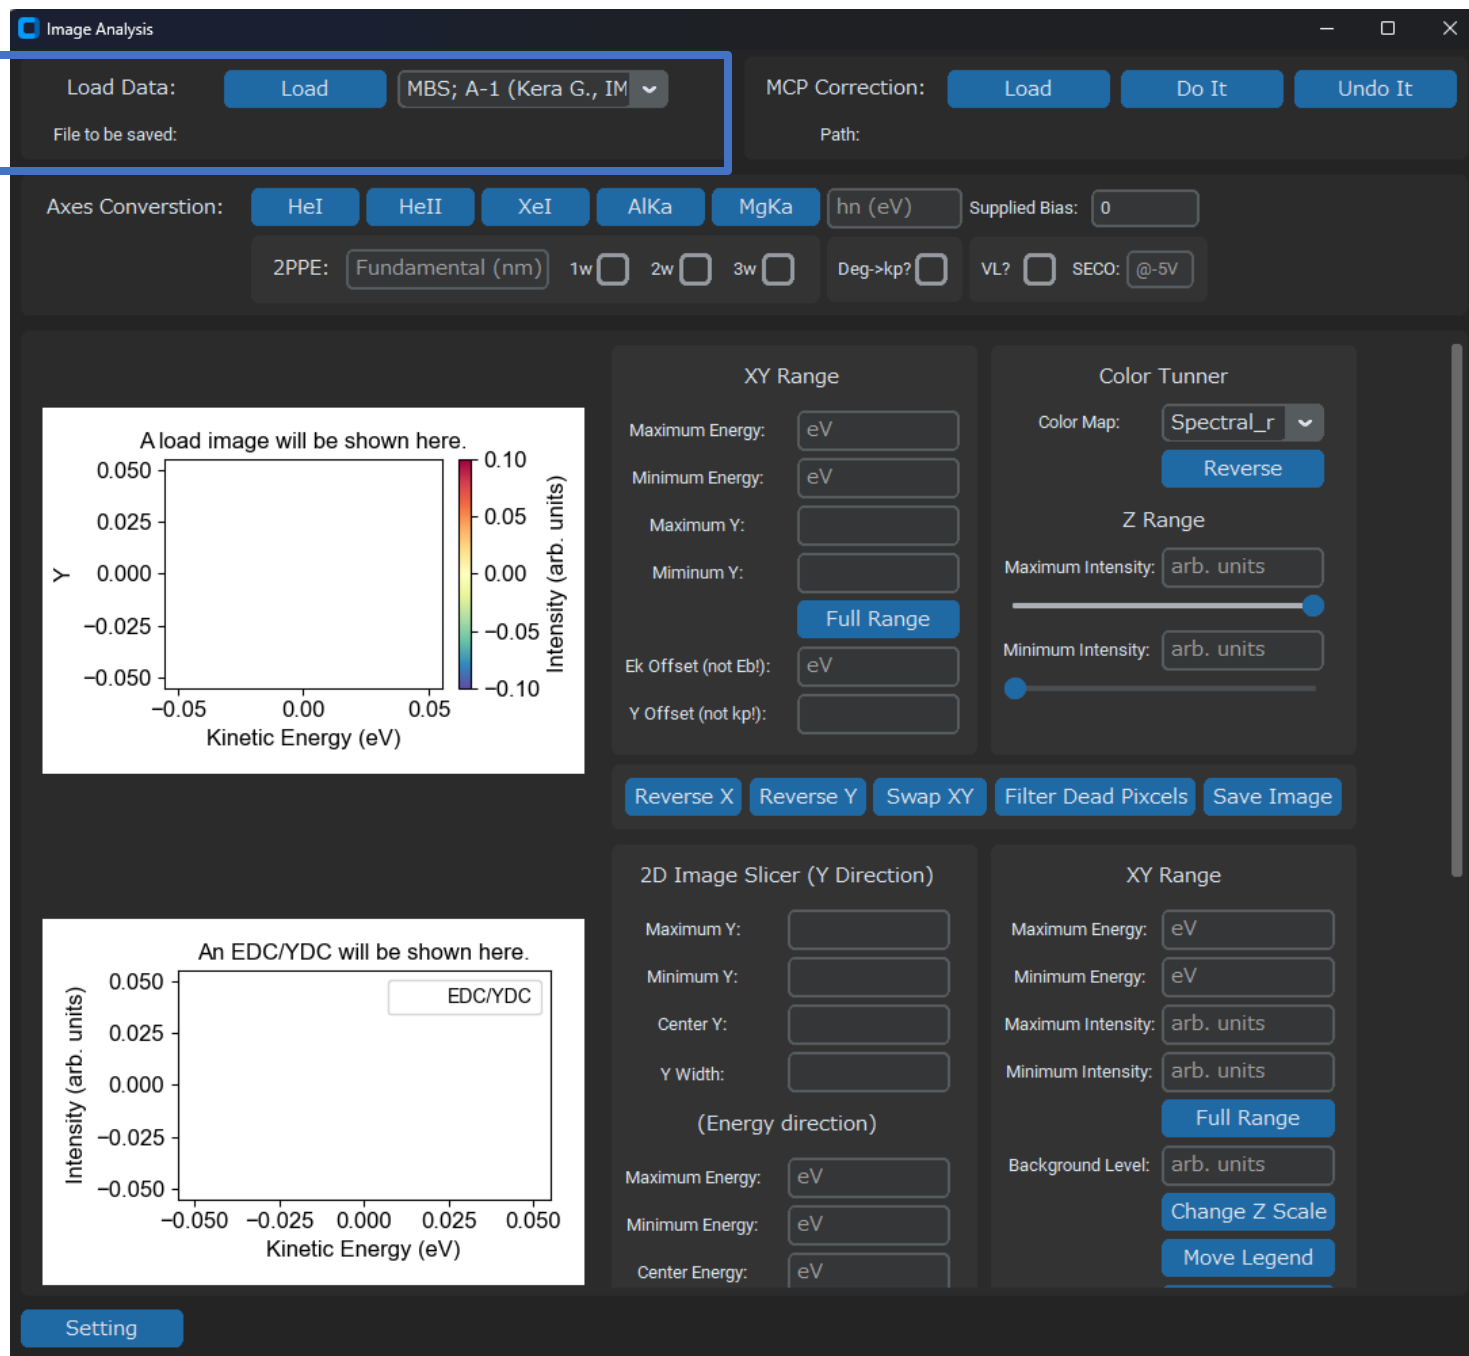 Image Analysis
Load Data: Load MBS; A-1 (Kera G., IM
File to be saved:
MCP Correction: Load Do It Undo It
Path:
Axes Converstion: HeI HeII XeI AlKa MgKa hn (eV) Supplied Bias: 0
2PPE: Fundamental (nm) 1w 2w 3w Deg->kp? VL? SECO: @-5V
A load image will be shown here.
0.050
0.025
0.000
−0.025
−0.050
Y
−0.05 0.00 0.05
Kinetic Energy (eV)
0.10
0.05
0.00
−0.05
−0.10
Intensity (arb. units)
XY Range
Maximum Energy: eV
Minimum Energy: eV
Maximum Y:
Miminum Y:
Full Range
Ek Offset (not Eb!): eV
Y Offset (not kp!):
Color Tunner
Color Map: Spectral_r
Reverse
Z Range
Maximum Intensity: arb. units
Minimum Intensity: arb. units
Reverse X Reverse Y Swap XY Filter Dead Pixcels Save Image
An EDC/YDC will be shown here.
EDC/YDC
0.050
0.025
0.000
−0.025
−0.050
Intensity (arb. units)
−0.050 −0.025 0.000 0.025 0.050
Kinetic Energy (eV)
2D Image Slicer (Y Direction)
Maximum Y:
Minimum Y:
Center Y:
Y Width:
(Energy direction)
Maximum Energy: eV
Minimum Energy: eV
Center Energy: eV
XY Range
Maximum Energy: eV
Minimum Energy: eV
Maximum Intensity: arb. units
Minimum Intensity: arb. units
Full Range
Background Level: arb. units
Change Z Scale
Move Legend
Setting